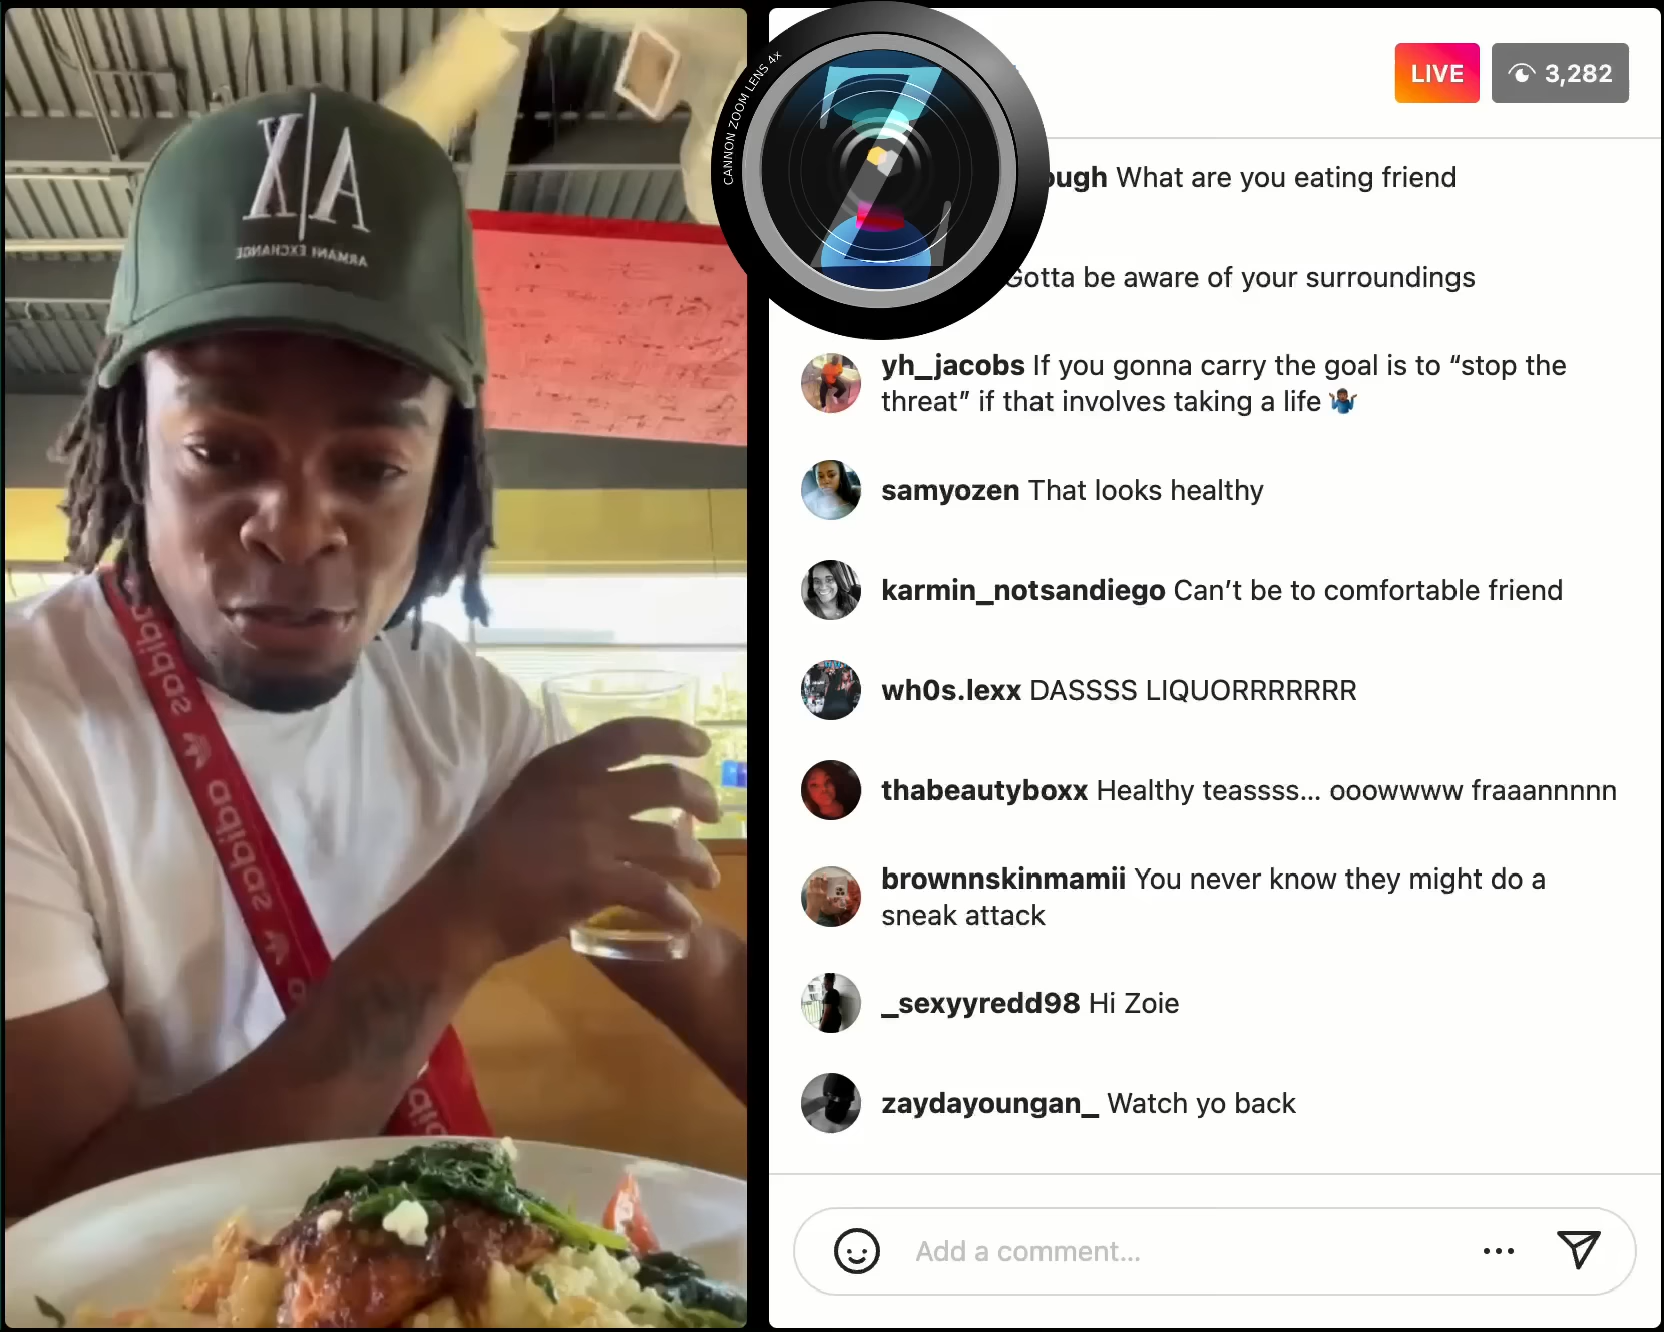 X|A
ARMANI EXCHANGE
adidas
adidas
CANNON ZOOM LENS 4x
Z
LIVE
3,282
ough What are you eating friend
Gotta be aware of your surroundings
yh_jacobs If you gonna carry the goal is to “stop the
threat” if that involves taking a life 🤷🏾‍♂️
samyozen That looks healthy
karmin_notsandiego Can’t be to comfortable friend
wh0s.lexx DASSSS LIQUORRRRRRR
thabeautyboxx Healthy teassss... ooowwww fraaannnnn
brownnskinmamii You never know they might do a
sneak attack
_sexyyredd98 Hi Zoie
zaydayoungan_ Watch yo back
Add a comment...